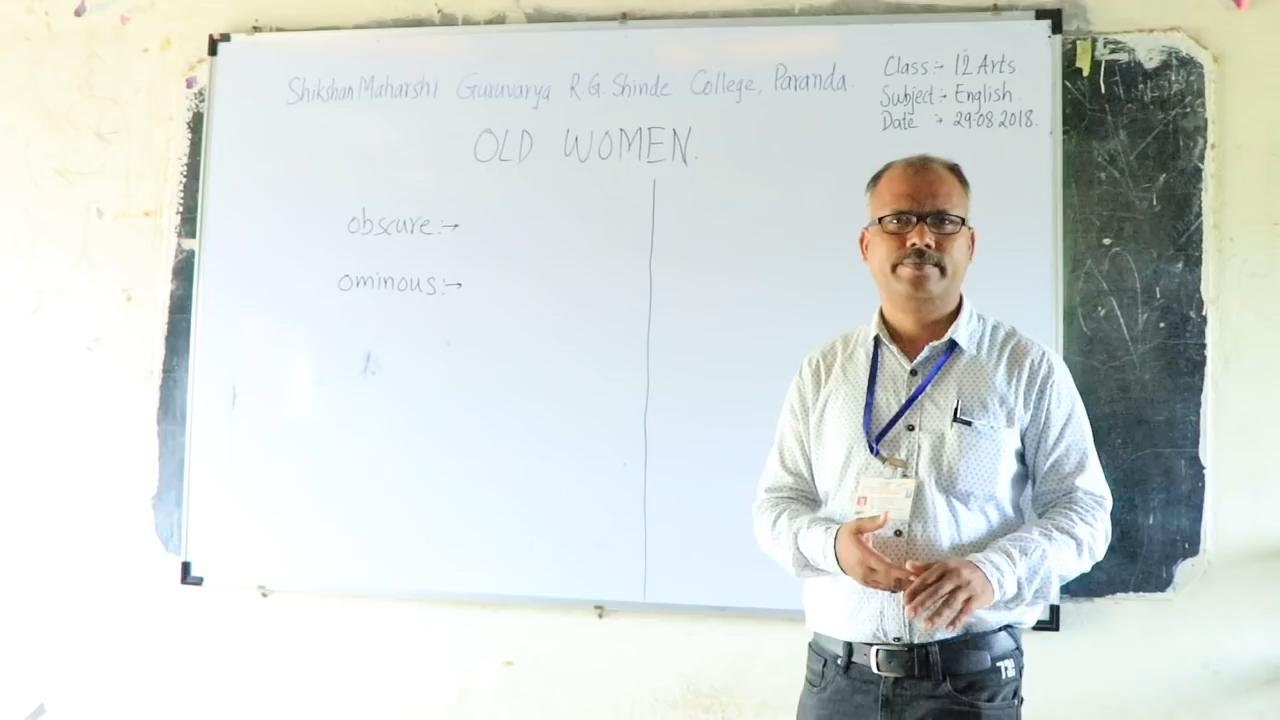 Shikshan Maharshi Guruvarya R.G. Shinde College, Paranda.
Class :- 12 Arts
Subject :- English.
Date :- 29.08.2018.
OLD WOMEN.
obscure :→
ominous :→